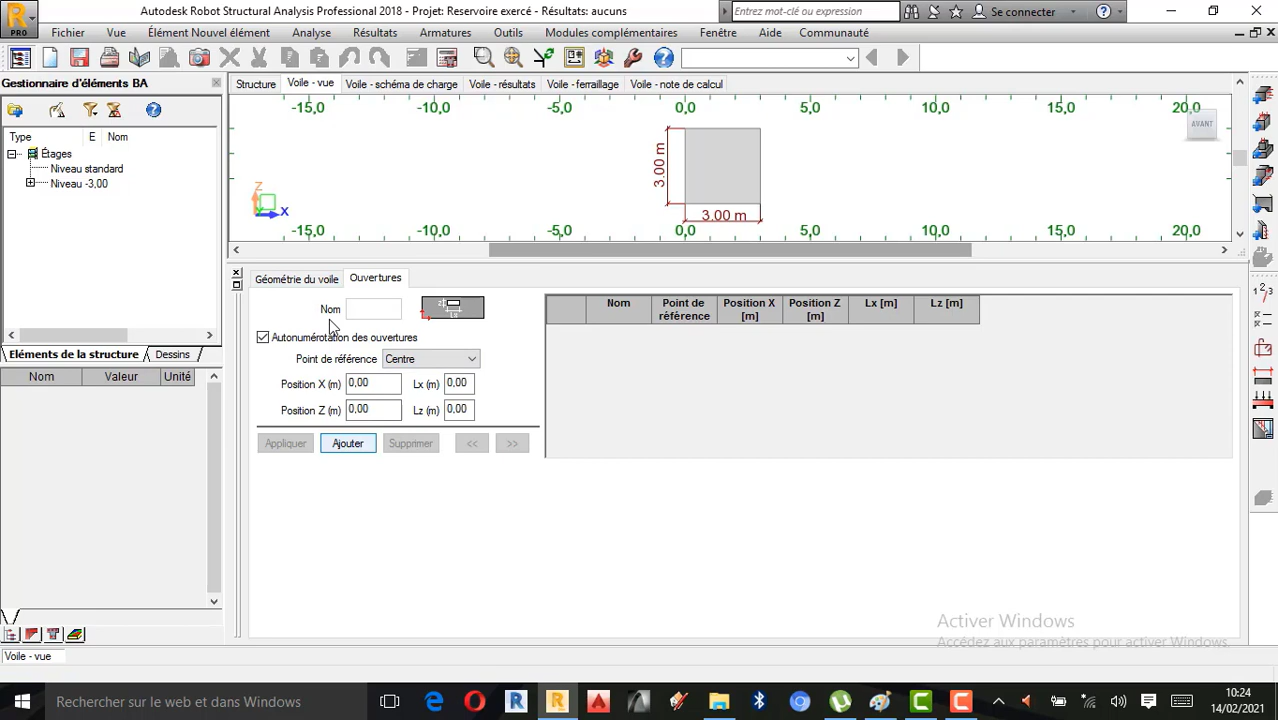 Autodesk Robot Structural Analysis Professional 2018 - Projet: Reservoire exercé - Résultats: aucuns
Entrez mot-clé ou expression
Se connecter
PRO
Fichier Vue Élément Nouvel élément Analyse Résultats Armatures Outils Modules complémentaires Fenêtre Aide Communauté
Gestionnaire d'éléments BA
Structure Voile - vue Voile - schéma de charge Voile - résultats Voile - ferraillage Voile - note de calcul
-15,0 -10,0 -5,0 0,0 5,0 10,0 15,0 20,0
AVANT
Type E Nom
Étages
Niveau standard
Niveau -3,00
3.00 m
Z
Y
X
3.00 m
-15,0 -10,0 -5,0 0,0 5,0 10,0 15,0 20,0
Géométrie du voile Ouvertures
Nom
Autonumérotation des ouvertures
Point de référence Centre
Position X (m) 0,00 Lx (m) 0,00
Position Z (m) 0,00 Lz (m) 0,00
Appliquer Ajouter Supprimer << >>
Nom Point de référence Position X [m] Position Z [m] Lx [m] Lz [m]
Eléments de la structure Dessins
Nom Valeur Unité
Activer Windows
Accédez aux paramètres pour activer Windows.
Voile - vue
Rechercher sur le web et dans Windows
10:24
14/02/2021